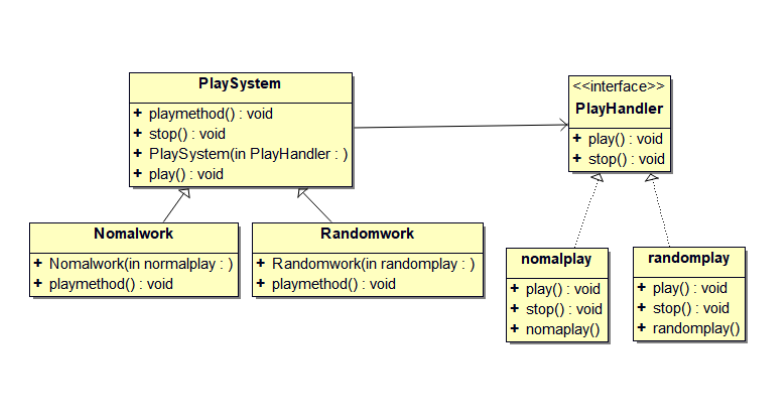 PlaySystem
+ playmethod() : void
+ stop() : void
+ PlaySystem(in PlayHandler : )
+ play() : void
<<interface>>
PlayHandler
+ play() : void
+ stop() : void
Nomalwork
+ Nomalwork(in normalplay : )
+ playmethod() : void
Randomwork
+ Randomwork(in randomplay : )
+ playmethod() : void
nomalplay
+ play() : void
+ stop() : void
+ nomaplay()
randomplay
+ play() : void
+ stop() : void
+ randomplay()